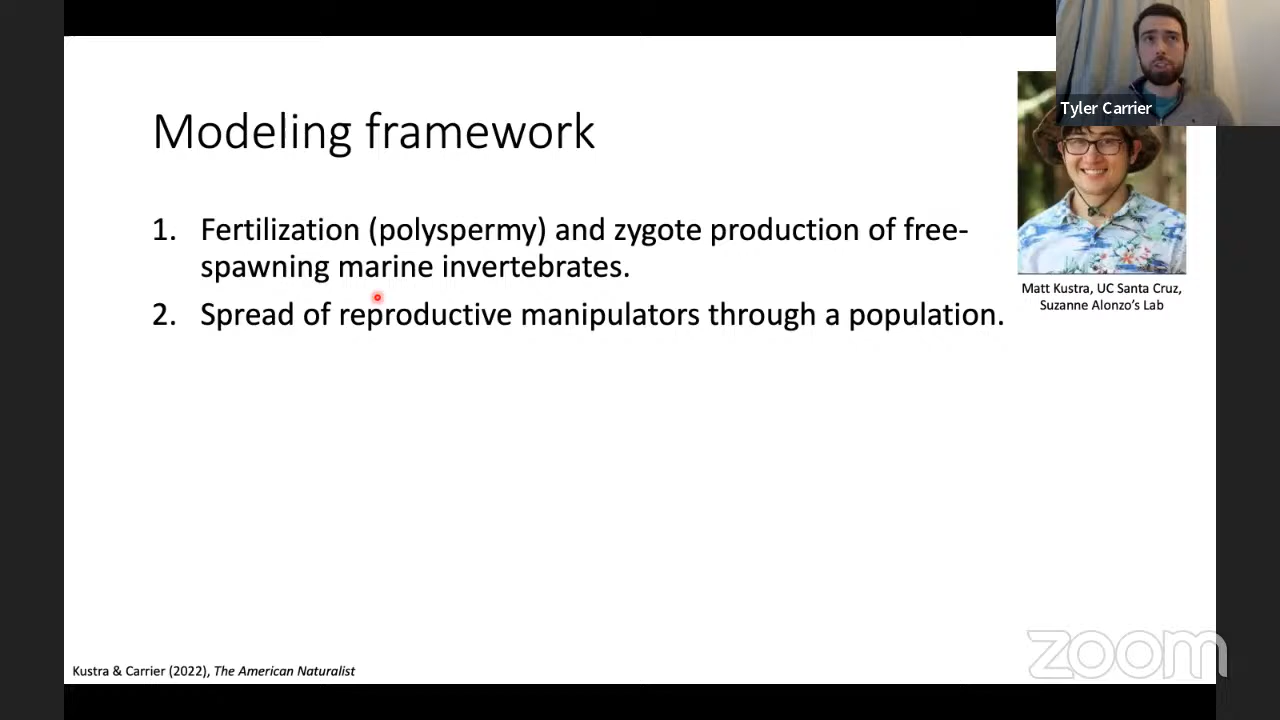 Tyler Carrier
Modeling framework
1. Fertilization (polyspermy) and zygote production of free-
spawning marine invertebrates.
2. Spread of reproductive manipulators through a population.
Matt Kustra, UC Santa Cruz,
Suzanne Alonzo's Lab
Kustra & Carrier (2022), The American Naturalist
zoom